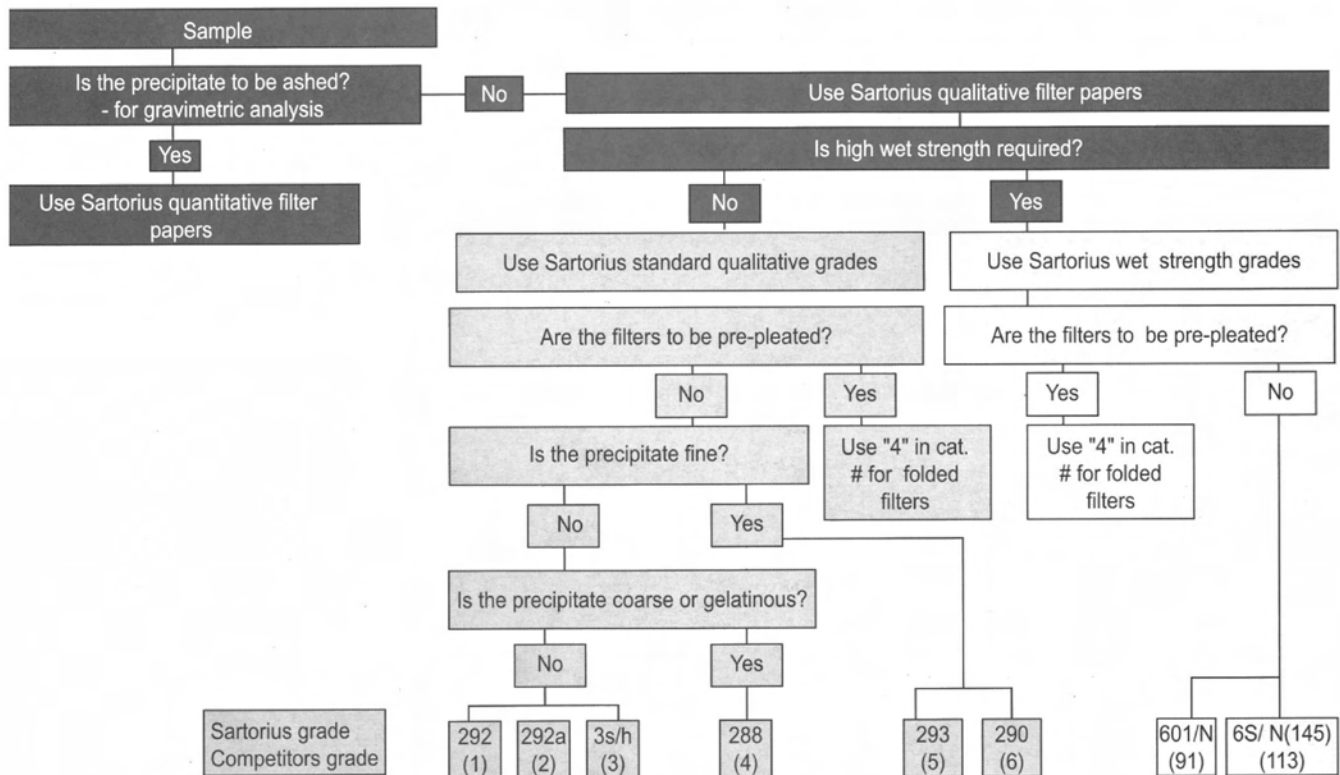 Sample
Is the precipitate to be ashed?
- for gravimetric analysis
No
Use Sartorius qualitative filter papers
Yes
Is high wet strength required?
Use Sartorius quantitative filter
papers
No
Yes
Use Sartorius standard qualitative grades
Use Sartorius wet strength grades
Are the filters to be pre-pleated?
Are the filters to be pre-pleated?
No
Yes
Yes
No
Is the precipitate fine?
Use "4" in cat.
# for folded
filters
Use "4" in cat.
# for folded
filters
No
Yes
Is the precipitate coarse or gelatinous?
No
Yes
Sartorius grade
Competitors grade
292
(1)
292a
(2)
3s/h
(3)
288
(4)
293
(5)
290
(6)
601/N
(91)
6S/ N(145)
(113)